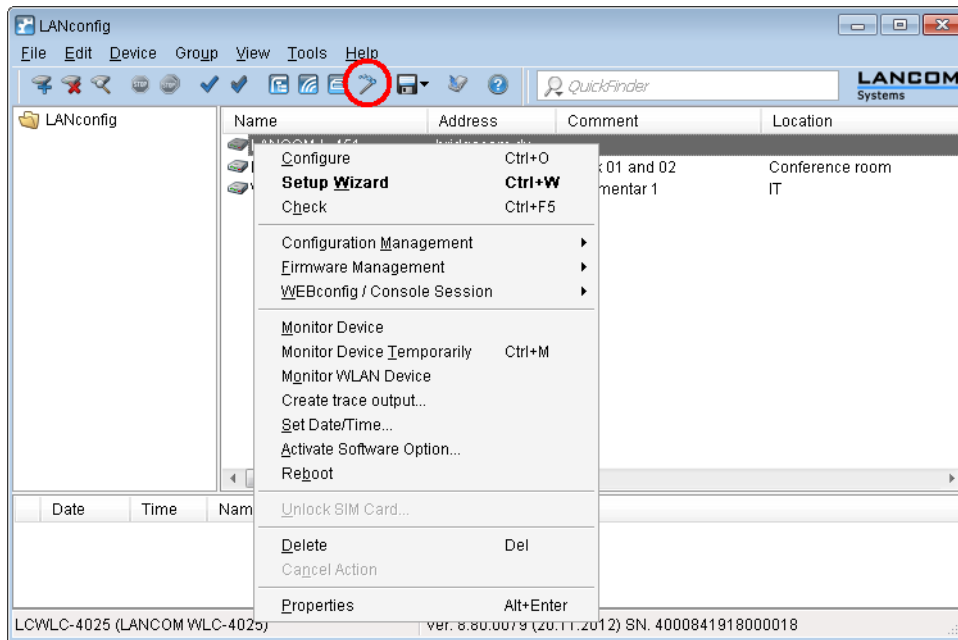 LANconfig
File Edit Device Group View Tools Help
QuickFinder
LANCOM
Systems
LANconfig
Name Address Comment Location
01 and 02 Conference room
mentar 1 IT
Configure Ctrl+O
Setup Wizard Ctrl+W
Check Ctrl+F5
Configuration Management
Firmware Management
WEBconfig / Console Session
Monitor Device
Monitor Device Temporarily Ctrl+M
Monitor WLAN Device
Create trace output...
Set Date/Time...
Activate Software Option...
Reboot
Unlock SIM Card...
Delete Del
Cancel Action
Properties Alt+Enter
Date Time Nam
LCWLC-4025 (LANCOM WLC-4025) Ver. 8.80.0079 (20.11.2012) SN. 4000841918000018